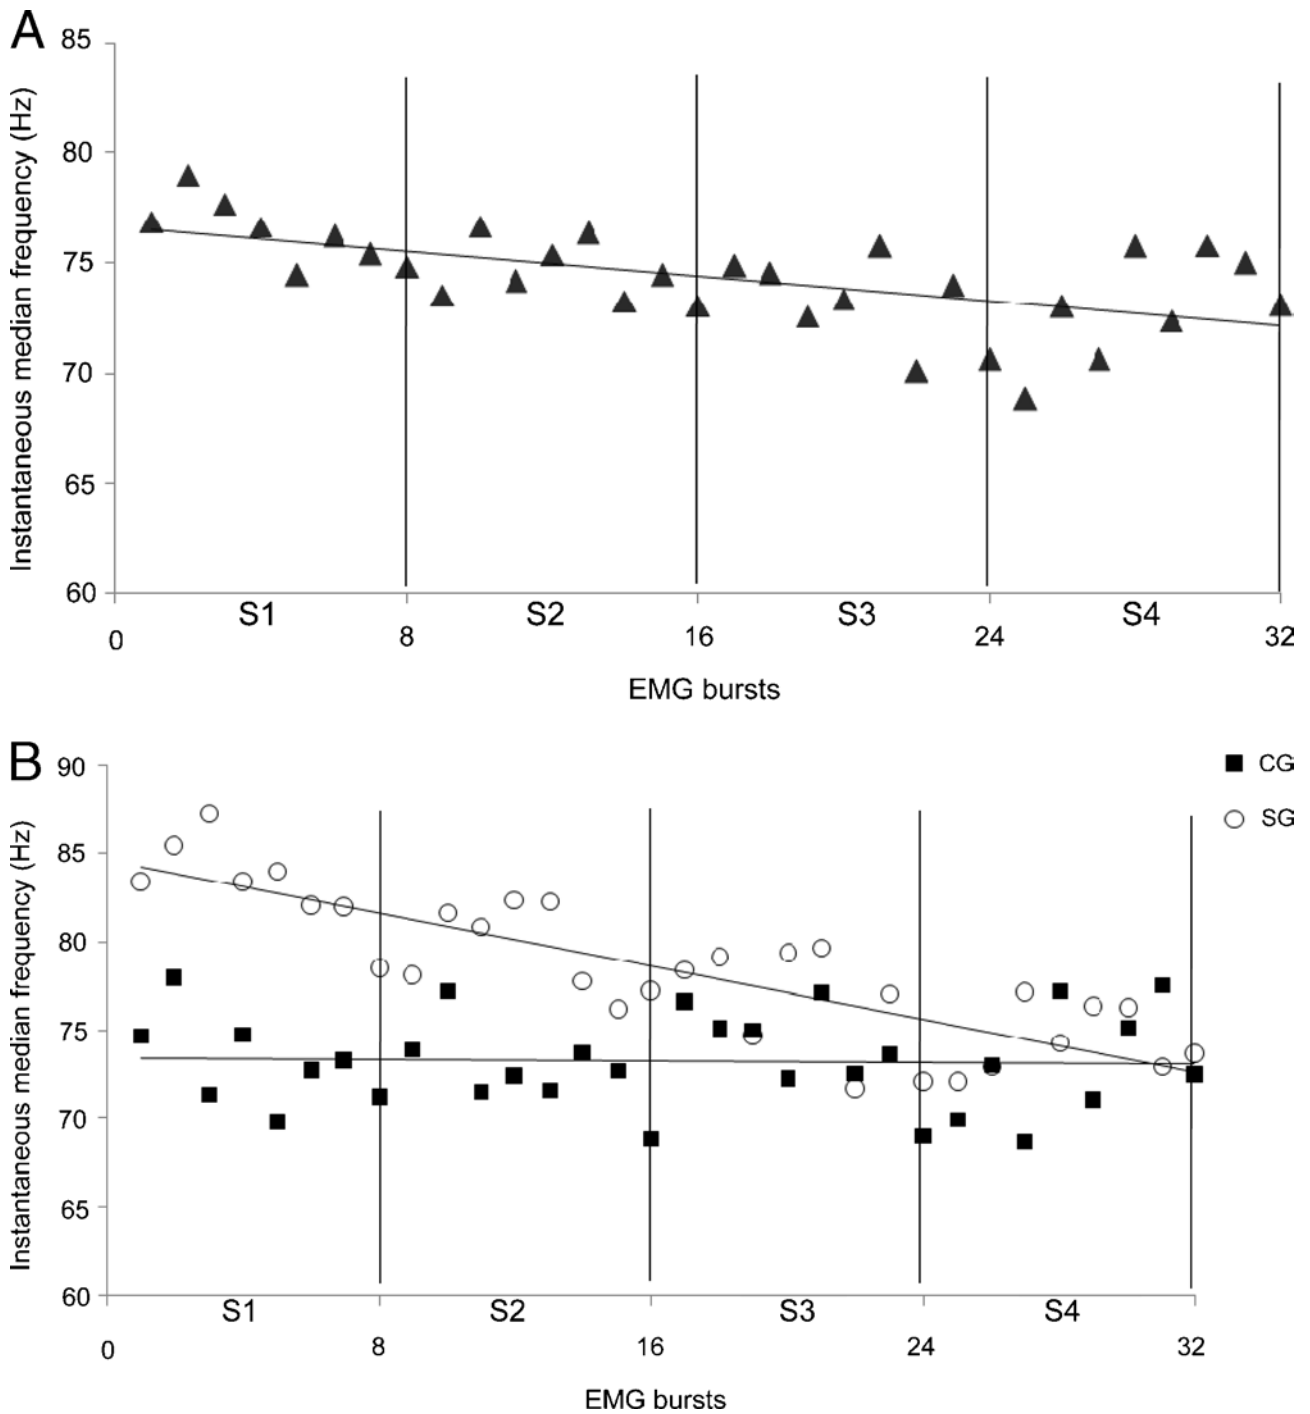 A
Instantaneous median frequency (Hz)
85
80
75
70
65
60
S1 S2 S3 S4
0 8 16 24 32
EMG bursts
B
Instantaneous median frequency (Hz)
90
85
80
75
70
65
60
CG
SG
S1 S2 S3 S4
0 8 16 24 32
EMG bursts